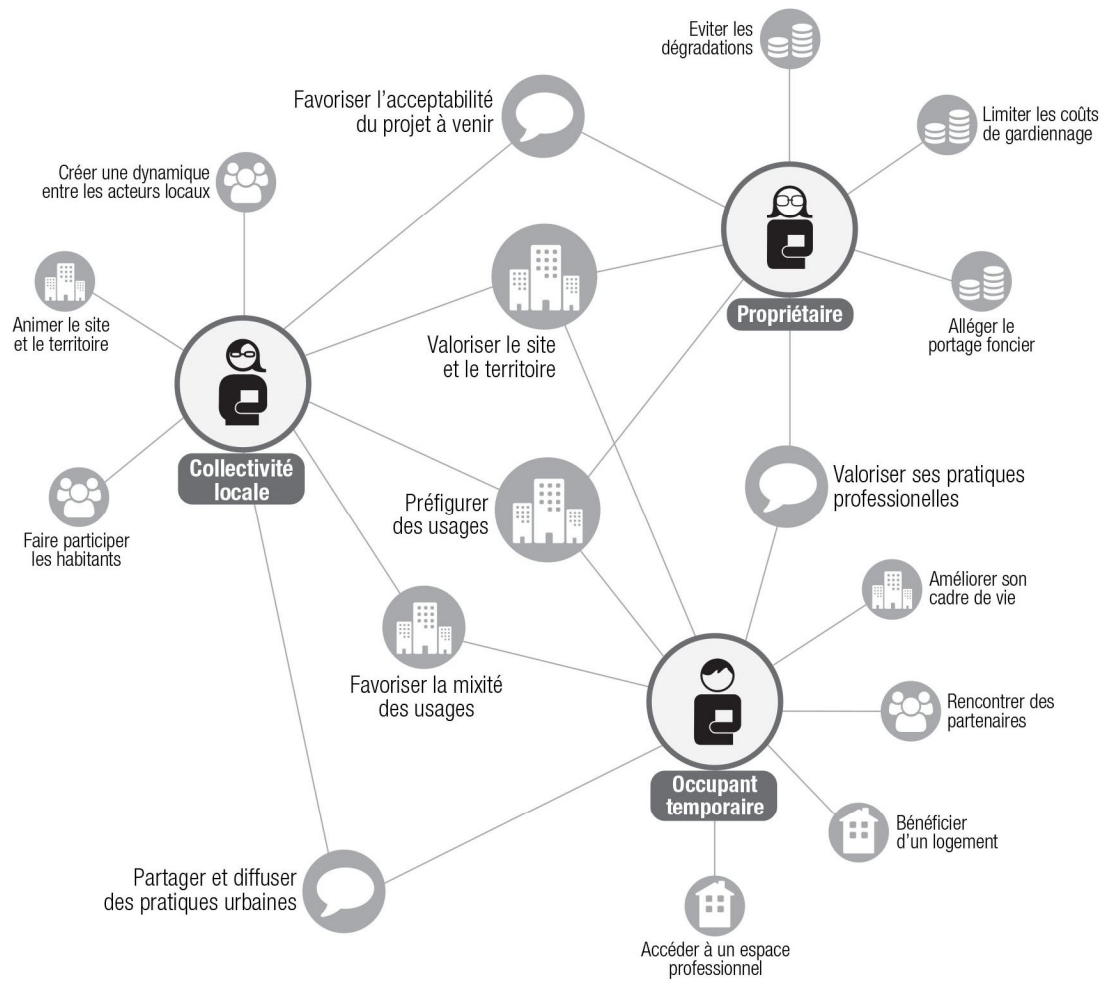 Eviter les
dégradations
Limiter les coûts
de gardiennage
Favoriser l'acceptabilité
du projet à venir
Créer une dynamique
entre les acteurs locaux
Animer le site
et le territoire
Propriétaire
Alléger le
portage foncier
Valoriser le site
et le territoire
Collectivité
locale
Valoriser ses pratiques
professionelles
Préfigurer
des usages
Faire participer
les habitants
Améliorer son
cadre de vie
Favoriser la mixité
des usages
Rencontrer des
partenaires
Occupant
temporaire
Bénéficier
d'un logement
Partager et diffuser
des pratiques urbaines
Accéder à un espace
professionnel